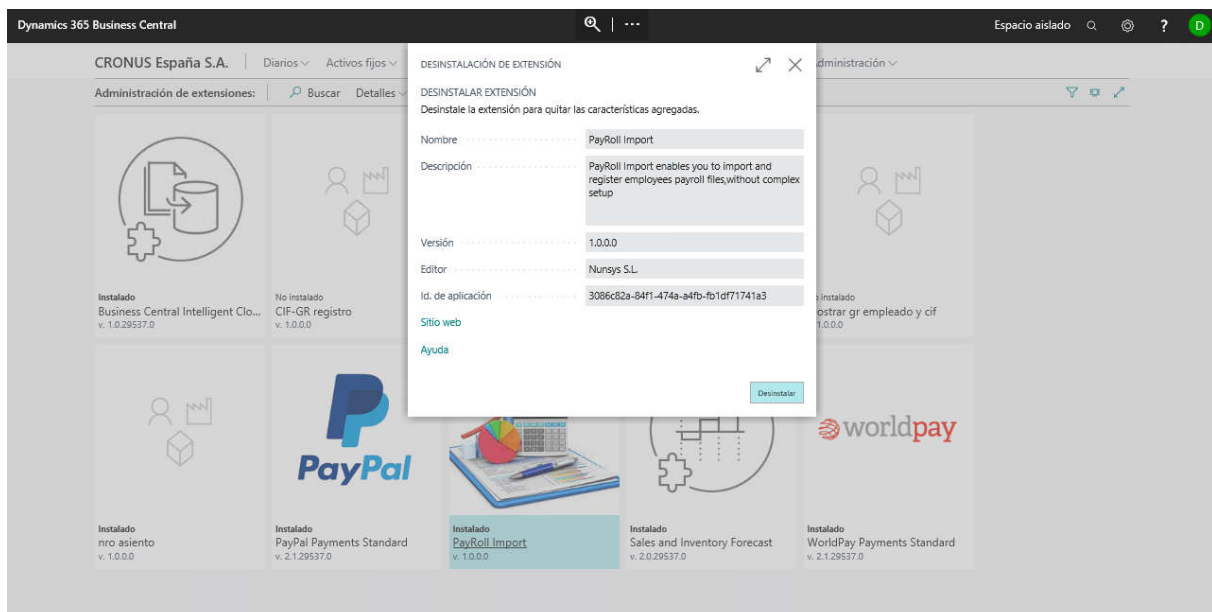 Dynamics 365 Business Central
Espacio aislado
?
D
CRONUS España S.A.
Diarios
Activos fijos
dministración
Administración de extensiones:
Buscar
Detalles
DESINSTALACIÓN DE EXTENSIÓN
DESINSTALAR EXTENSIÓN
Desinstale la extensión para quitar las características agregadas.
Nombre
PayRoll Import
Descripción
PayRoll Import enables you to import and
register employees payroll files,without complex
setup
Versión
1.0.0.0
Editor
Nunsys S.L.
Id. de aplicación
3086c82a-84f1-474a-a4fb-fb1df71741a3
Sitio web
Ayuda
Desinstalar
Instalado
Business Central Intelligent Clo...
v. 1.0.29537.0
No instalado
CIF-GR registro
v. 1.0.0.0
instalado
ostrar gr empleado y cif
1.0.0.0
PayPal
worldpay
Instalado
nro asiento
v. 1.0.0.0
Instalado
PayPal Payments Standard
v. 2.1.29537.0
Instalado
PayRoll Import
v. 1.0.0.0
Instalado
Sales and Inventory Forecast
v. 2.0.29537.0
Instalado
WorldPay Payments Standard
v. 2.1.29537.0